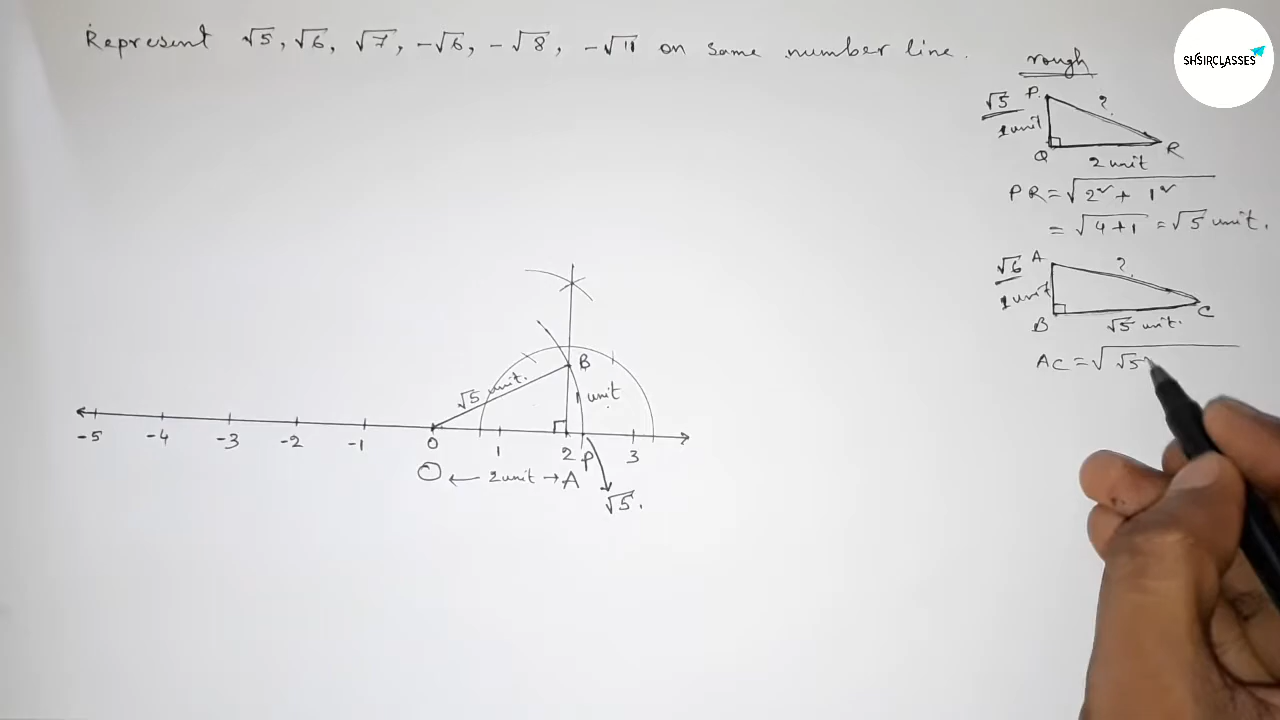 Represent √5, √6, √7, -√6, -√8, -√11 on same number line.
SHSIRCLASSES
rough
√5 P ?
1 unit
Q 2 unit R
PR = √2² + 1²
= √4+1 = √5 unit.
√6 A ?
1 unit
B √5 unit. C
AC = √ √5
B
√5 unit.
1 unit
-5 -4 -3 -2 -1 0 1 2 P 3
O ← 2 unit → A
√5.